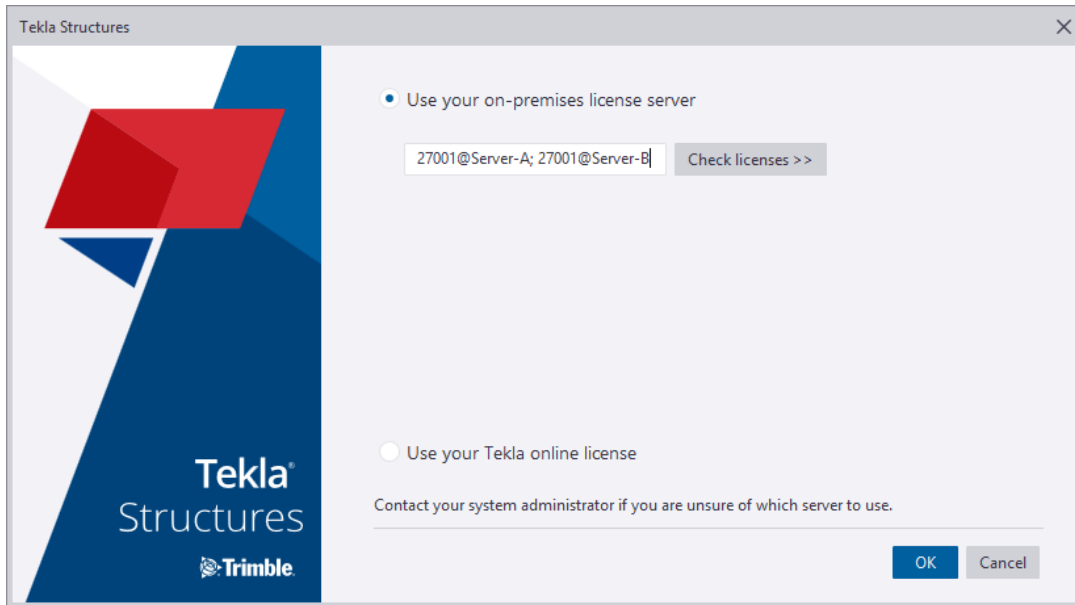 Tekla Structures
Use your on-premises license server
27001@Server-A; 27001@Server-B
Check licenses >>
Use your Tekla online license
Contact your system administrator if you are unsure of which server to use.
Tekla®
Structures
Trimble.
OK
Cancel